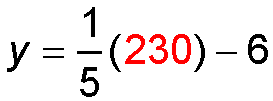 y = 1/5(230) − 6